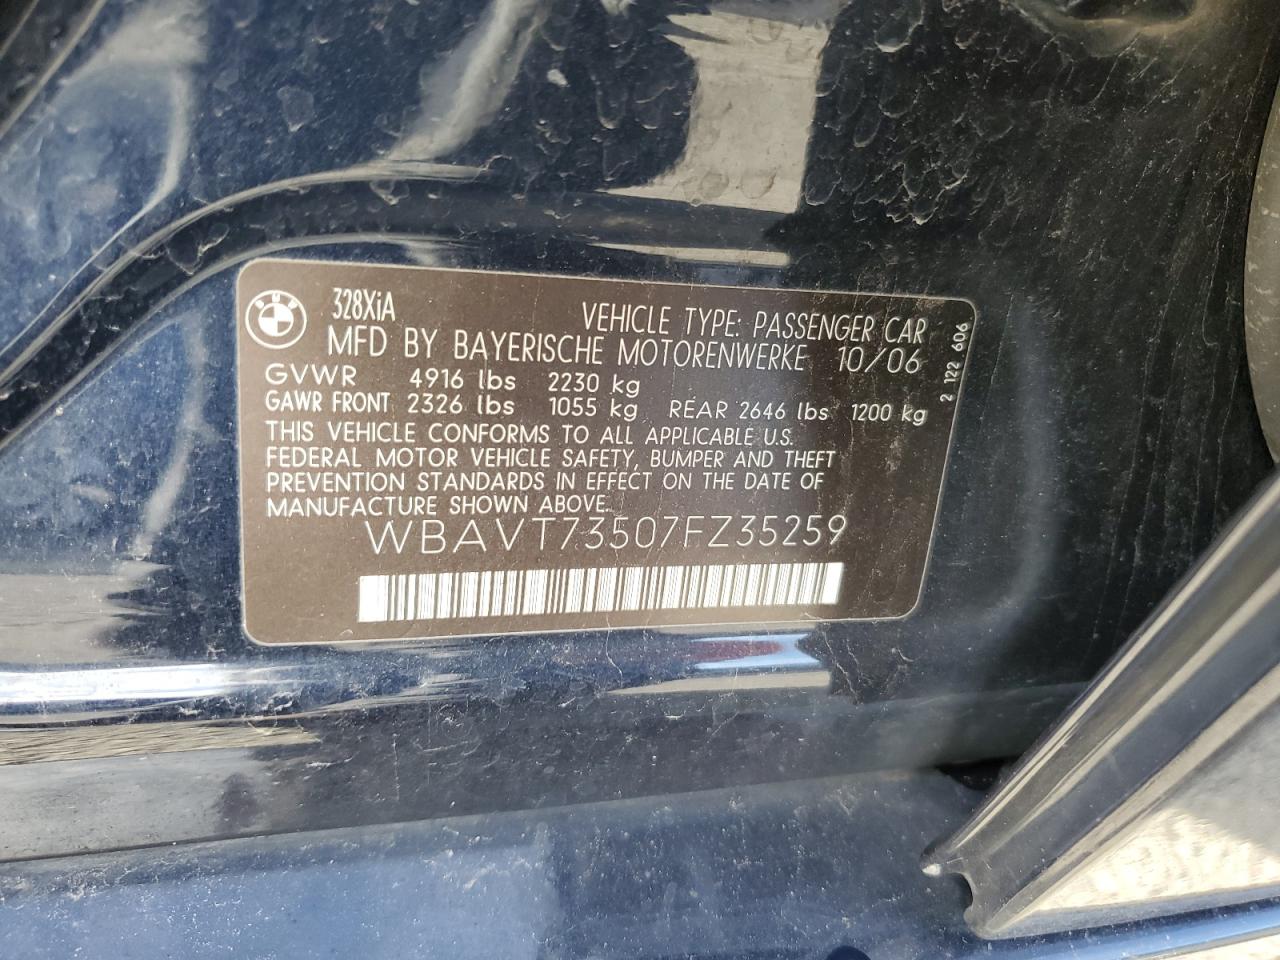 BMW
328XiA
VEHICLE TYPE: PASSENGER CAR
MFD BY BAYERISCHE MOTORENWERKE 10/06
GVWR 4916 lbs 2230 kg
GAWR FRONT 2326 lbs 1055 kg REAR 2646 lbs 1200 kg
THIS VEHICLE CONFORMS TO ALL APPLICABLE U.S.
FEDERAL MOTOR VEHICLE SAFETY, BUMPER AND THEFT
PREVENTION STANDARDS IN EFFECT ON THE DATE OF
MANUFACTURE SHOWN ABOVE.
WBAVT73507FZ35259
2 122 606